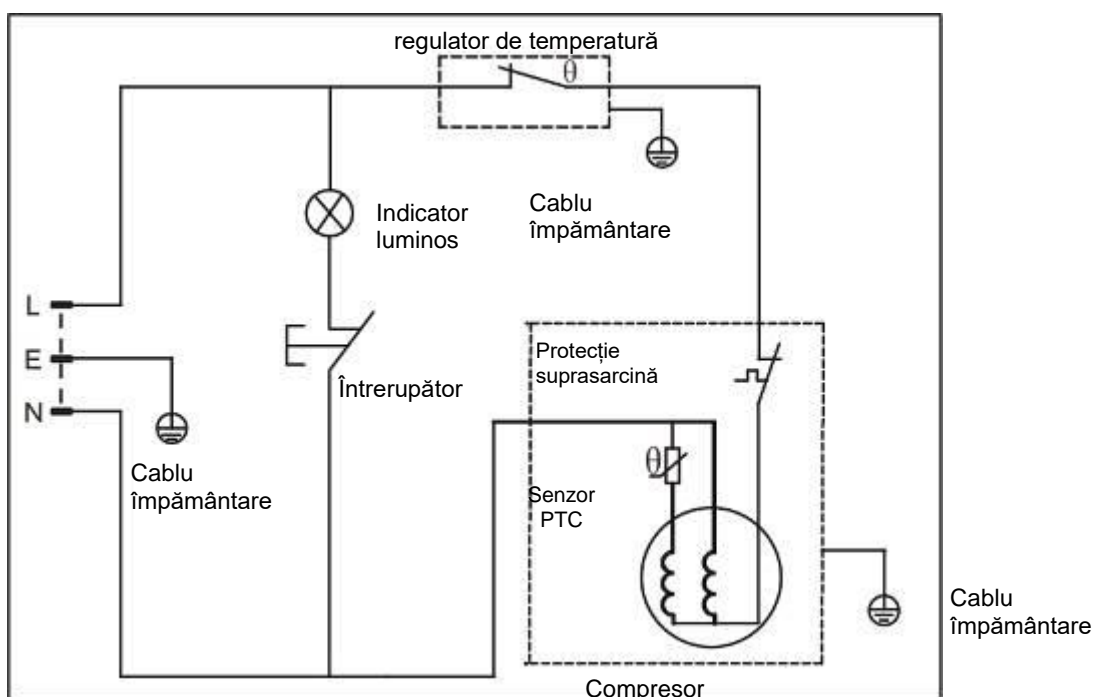 regulator de temperatură
θ
Cablu
împământare
Indicator
luminos
L
E
N
Întrerupător
Cablu
împământare
Protecție
suprasarcină
θ
Senzor
PTC
Cablu
împământare
Compresor